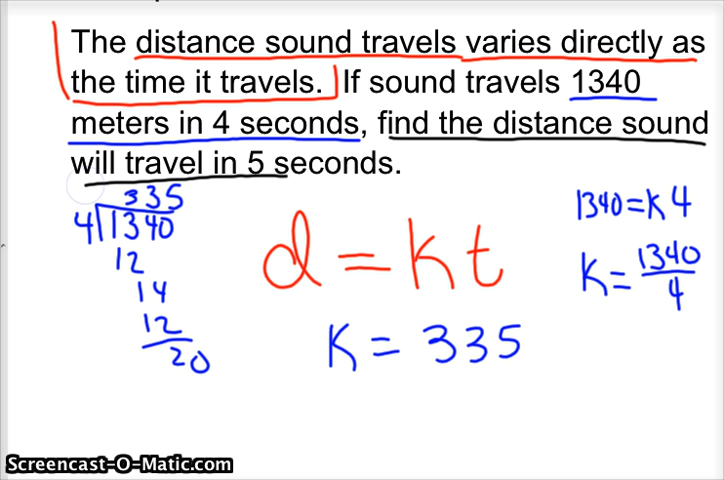 The distance sound travels varies directly as
the time it travels. If sound travels 1340
meters in 4 seconds, find the distance sound
will travel in 5 seconds.
335
4)1340
12
14
12
20
d = kt
K = 335
1340=K4
K=1340/4
Screencast-O-Matic.com